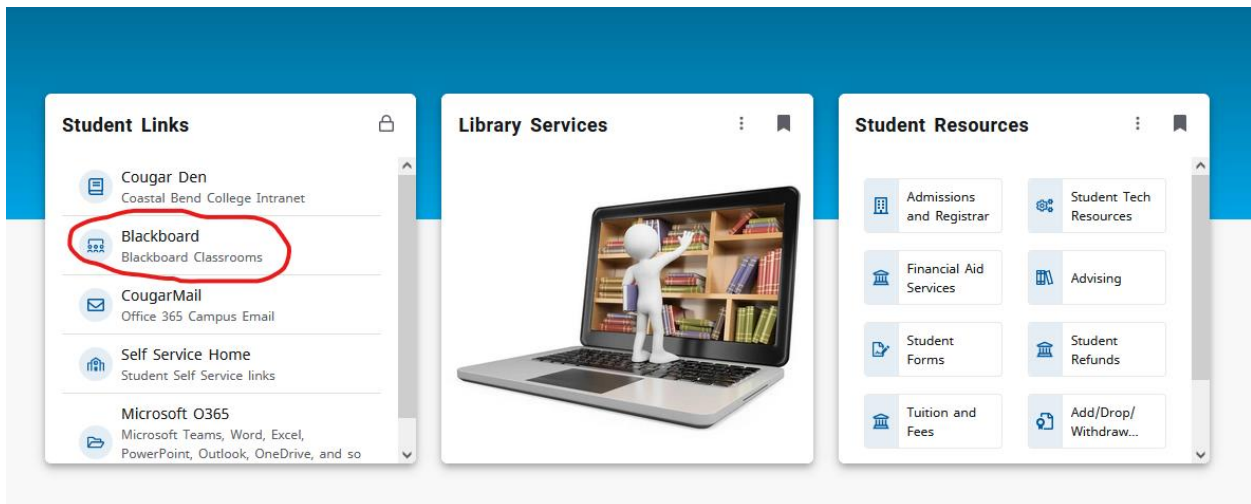 Student Links
Cougar Den
Coastal Bend College Intranet
Blackboard
Blackboard Classrooms
CougarMail
Office 365 Campus Email
Self Service Home
Student Self Service links
Microsoft O365
Microsoft Teams, Word, Excel,
PowerPoint, Outlook, OneDrive, and so
Library Services
Student Resources
Admissions
and Registrar
Student Tech
Resources
Financial Aid
Services
Advising
Student
Forms
Student
Refunds
Tuition and
Fees
Add/Drop/
Withdraw...